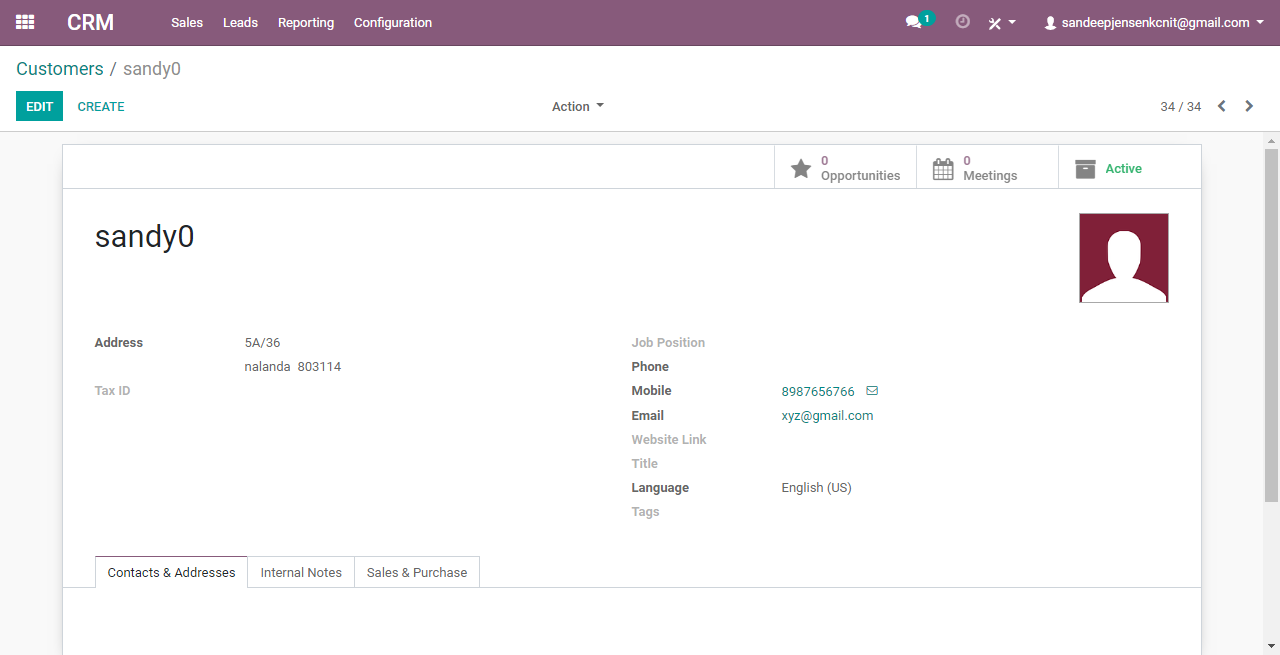 CRM Sales Leads Reporting Configuration 1 sandeepjensenkcnit@gmail.com
Customers / sandy0
EDIT CREATE Action 34 / 34
0 Opportunities 0 Meetings Active
sandy0
Address 5A/36 Job Position
nalanda 803114 Phone
Tax ID Mobile 8987656766
Email xyz@gmail.com
Website Link
Title
Language English (US)
Tags
Contacts & Addresses Internal Notes Sales & Purchase